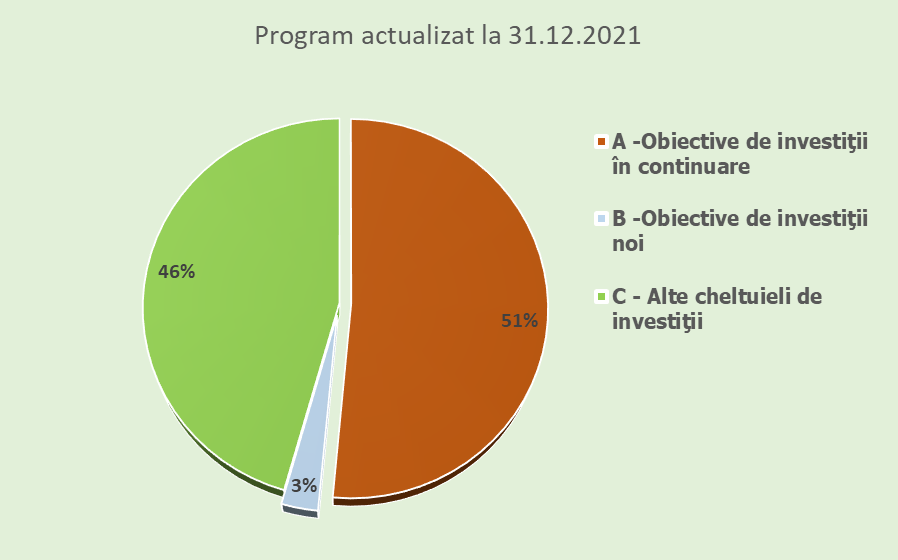 Program actualizat la 31.12.2021
A -Obiective de investiţii
în continuare
B -Obiective de investiţii
noi
C - Alte cheltuieli de
investiţii
46%
51%
3%